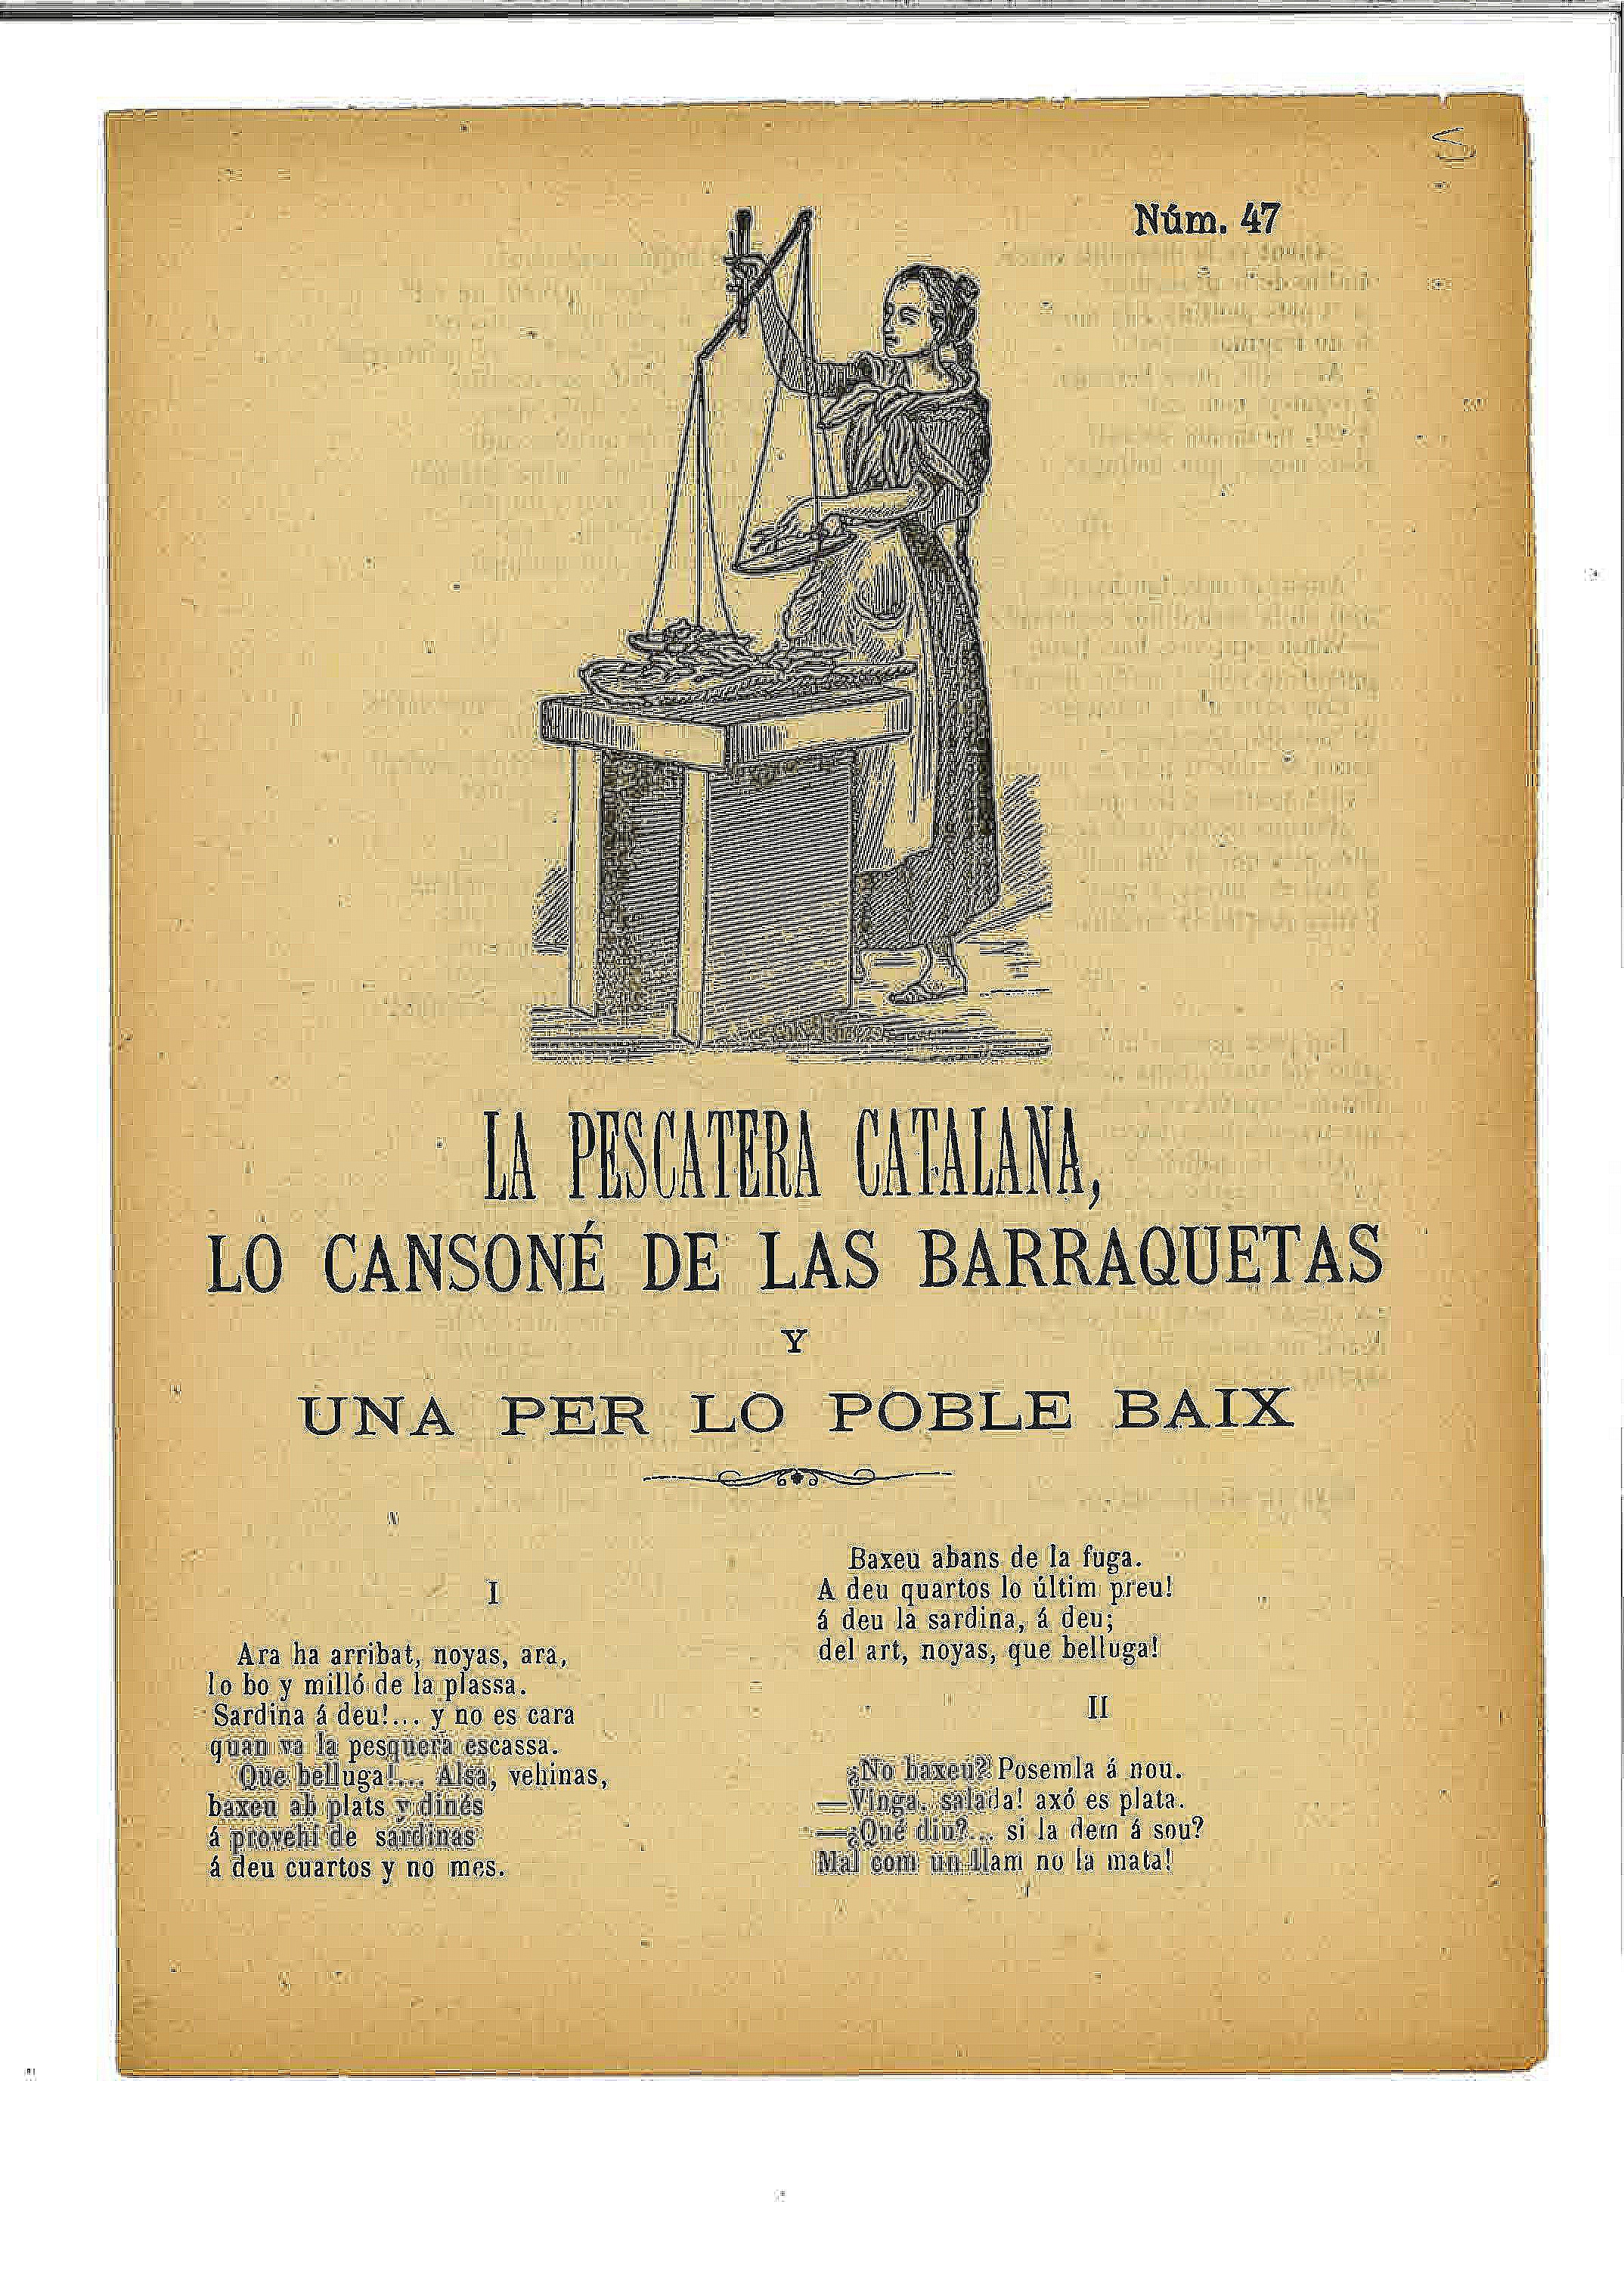 Núm. 47
LA PESCATERA CATALANA,
LO CANSONÉ DE LAS BARRAQUETAS
Y
UNA PER LO POBLE BAIX
I
Ara ha arribat, noyas, ara,
lo bo y milló de la plassa.
Sardina á deu!... y no es cara
quan va la pesquera escassa.
Que belluga!... Alsa, vehinas,
baxeu ab plats y dinés
á provehí de sardinas
á deu cuartos y no mes.
Baxeu abans de la fuga.
A deu quartos lo últim preu!
á deu la sardina, á deu;
del art, noyas, que belluga!
II
¿No baxeu? Posemla á nou.
—Vinga, salada! axó es plata.
—¿Qué diu?... si la dem á sou?
Mal com un llam no la mata!